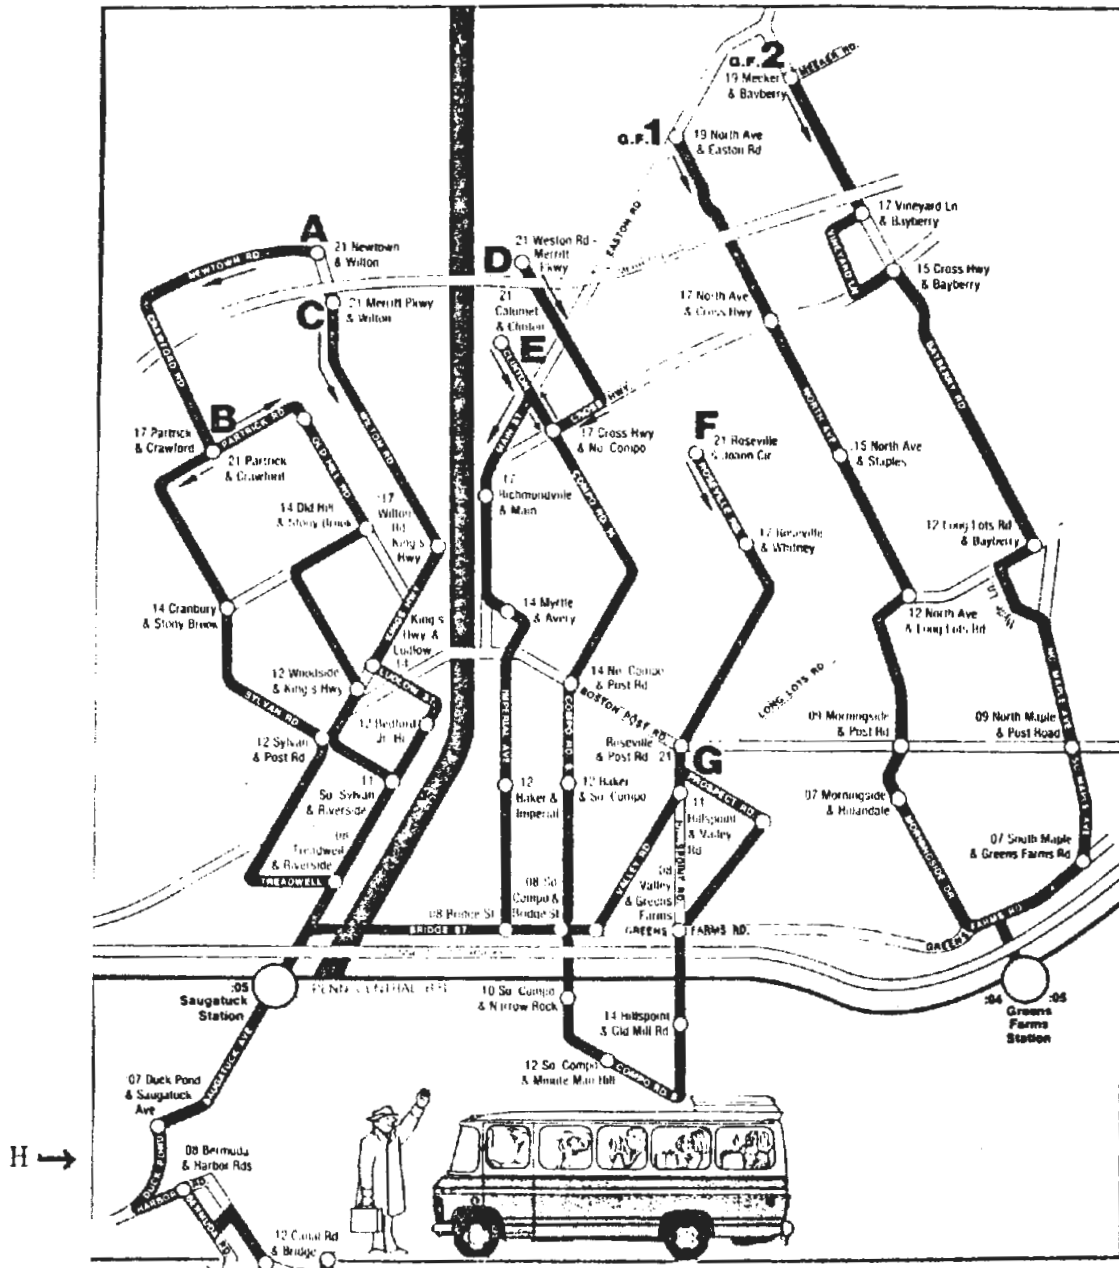 G.F. 2
MEEKER RD.
19 Meeker
& Bayberry
G.F. 1
19 North Ave
& Easton Rd
EASTON RD
17 Vineyard Ln
& Bayberry
VINEYARD LN
A
21 Newtown
& Wilton
NEWTOWN RD.
D
21 Weston Rd -
Merritt
Pkwy
15 Cross Hwy
& Bayberry
C
21 Merritt Pkwy
& Wilton
21
Calumet
& Clinton
17 North Ave
& Cross Hwy
CRAWFORD RD
E
CLINTON
BAYBERRY RD
CROSS HWY
NORTH AVE
B
PARTRICK RD
OLD HILL RD
WILTON RD
MAIN ST
17 Partrick
& Crawford
21 Partrick
& Crawford
17 Cross Hwy
& No. Compo
F
21 Roseville
& Joann Cir
ROSEVILLE RD.
15 North Ave
& Staples
17
Richmondville
& Main
COMPO RD N
14 Old Hill
& Stony Brook
17
Wilton
Rd
King's
Hwy
17 Roseville
& Whitney
12 Long Lots Rd
& Bayberry
14 Cranbury
& Stony Brook
KINGS HWY
King's
Hwy &
Ludlow
14
14 Myrtle
& Avery
12 North Ave
& Long Lots Rd
NO. MAPLE AVE
LUDLOW ST
12 Woodside
& King's Hwy
14 No. Compo
& Post Rd
LONG LOTS RD
SYLVAN RD
12 Bedford
Jr. Hi
IMPERIAL AVE
COMPO RD S
BOSTON POST RD.
12 Sylvan
& Post Rd
Roseville
& Post Rd 21
G
09 Morningside
& Post Rd
09 North Maple
& Post Road
11
So. Sylvan
& Riverside
12
Baker &
Imperial
12 Baker
& So. Compo
PROSPECT RD.
11
Hillspoint
& Valley
Rd
07 Morningside
& Hillandale
SO. MAPLE AVE
08
Treadwell
& Riverside
TREADWELL
VALLEY RD
MORNINGSIDE DR
07 South Maple
& Greens Farms Rd
08 So.
Compo &
Bridge St
08
Valley
& Greens
Farms
08 Bridge St
BRIDGE ST.
GREENS FARMS RD.
GREENS FARMS RD
PENN CENTRAL R.R.
:05
Saugatuck
Station
10 So. Compo
& Narrow Rock
:04 :05
Greens
Farms
Station
14 Hillspoint
& Old Mill Rd
SAUGATUCK AVE
12 So. Compo
& Minute Man Hill
COMPO RD
07 Duck Pond
& Saugatuck
Ave
H
08 Bermuda
& Harbor Rds
DUCK POND
HARBOR RD
BERMUDA RD
12 Canal Rd
& Bridge